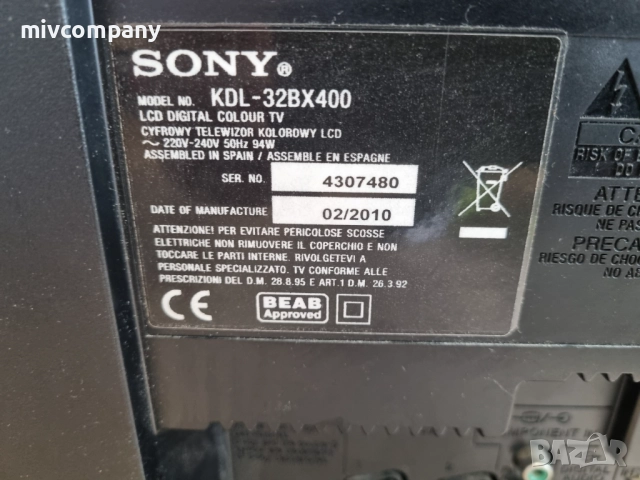 mivcompany
SONY®
MODEL NO. KDL-32BX400
LCD DIGITAL COLOUR TV
CYFROWY TELEWIZOR KOLOROWY LCD
~ 220V-240V 50Hz 94W
ASSEMBLED IN SPAIN / ASSEMBLE EN ESPAGNE
SER. NO. 4307480
DATE OF MANUFACTURE 02/2010
ATTENZIONE! PER EVITARE PERICOLOSE SCOSSE
ELETTRICHE NON RIMUOVERE IL COPERCHIO E NON
TOCCARE LE PARTI INTERNE. RIVOLGETEVI A
PERSONALE SPECIALIZZATO. TV CONFORME ALLE
PRESCRIZIONI DEL D.M. 28.8.95 E ART.1 D.M. 26.3.92
CE
BEAB
Approved
RISK OF
DO
ATTE
RISQUE DE C
NE PAS
PRECA
RIESGO DE CHO
NO A
BAZAR